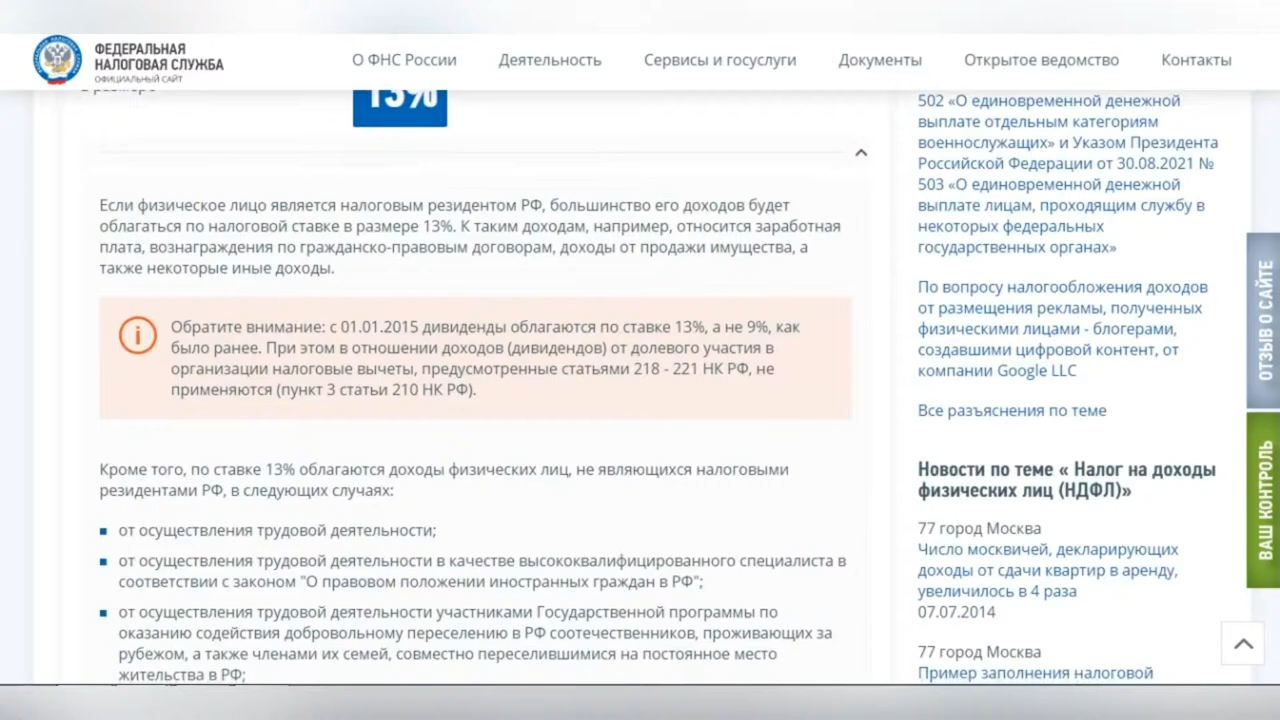 ФЕДЕРАЛЬНАЯ
НАЛОГОВАЯ СЛУЖБА
ОФИЦИАЛЬНЫЙ САЙТ
О ФНС России
Деятельность
Сервисы и госуслуги
Документы
Открытое ведомство
Контакты
13%
Если физическое лицо является налоговым резидентом РФ, большинство его доходов будет
облагаться по налоговой ставке в размере 13%. К таким доходам, например, относится заработная
плата, вознаграждения по гражданско-правовым договорам, доходы от продажи имущества, а
также некоторые иные доходы.
Обратите внимание: с 01.01.2015 дивиденды облагаются по ставке 13%, а не 9%, как
было ранее. При этом в отношении доходов (дивидендов) от долевого участия в
организации налоговые вычеты, предусмотренные статьями 218 - 221 НК РФ, не
применяются (пункт 3 статьи 210 НК РФ).
Кроме того, по ставке 13% облагаются доходы физических лиц, не являющихся налоговыми
резидентами РФ, в следующих случаях:
от осуществления трудовой деятельности;
от осуществления трудовой деятельности в качестве высококвалифицированного специалиста в
соответствии с законом "О правовом положении иностранных граждан в РФ";
от осуществления трудовой деятельности участниками Государственной программы по
оказанию содействия добровольному переселению в РФ соотечественников, проживающих за
рубежом, а также членами их семей, совместно переселившимися на постоянное место
жительства в РФ;
502 «О единовременной денежной
выплате отдельным категориям
военнослужащих» и Указом Президента
Российской Федерации от 30.08.2021 №
503 «О единовременной денежной
выплате лицам, проходящим службу в
некоторых федеральных
государственных органах»
По вопросу налогообложения доходов
от размещения рекламы, полученных
физическими лицами - блогерами,
создавшими цифровой контент, от
компании Google LLC
Все разъяснения по теме
Новости по теме « Налог на доходы
физических лиц (НДФЛ)»
77 город Москва
Число москвичей, декларирующих
доходы от сдачи квартир в аренду,
увеличилось в 4 раза
07.07.2014
77 город Москва
Пример заполнения налоговой
ОТЗЫВ О САЙТЕ
ВАШ КОНТРОЛЬ